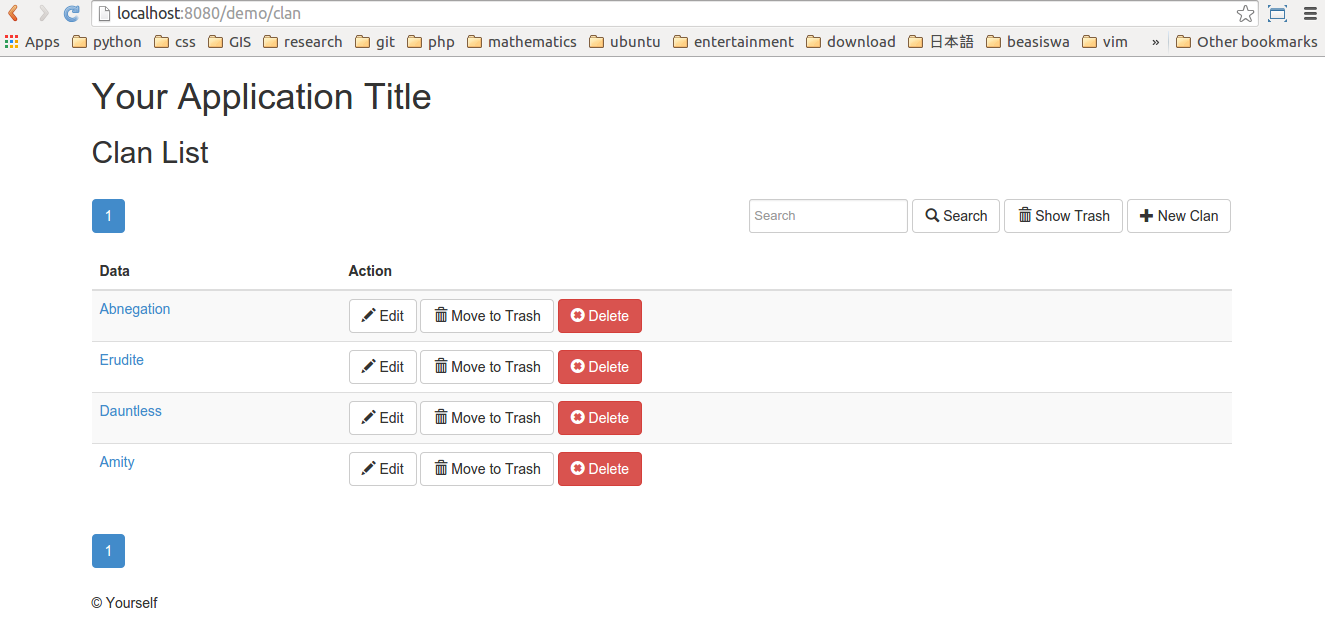 localhost:8080/demo/clan
Apps python css GIS research git php mathematics ubuntu entertainment download 日本語 beasiswa vim » Other bookmarks
Your Application Title
Clan List
1 Search Search Show Trash New Clan
Data Action
Abnegation Edit Move to Trash Delete
Erudite Edit Move to Trash Delete
Dauntless Edit Move to Trash Delete
Amity Edit Move to Trash Delete
1
© Yourself